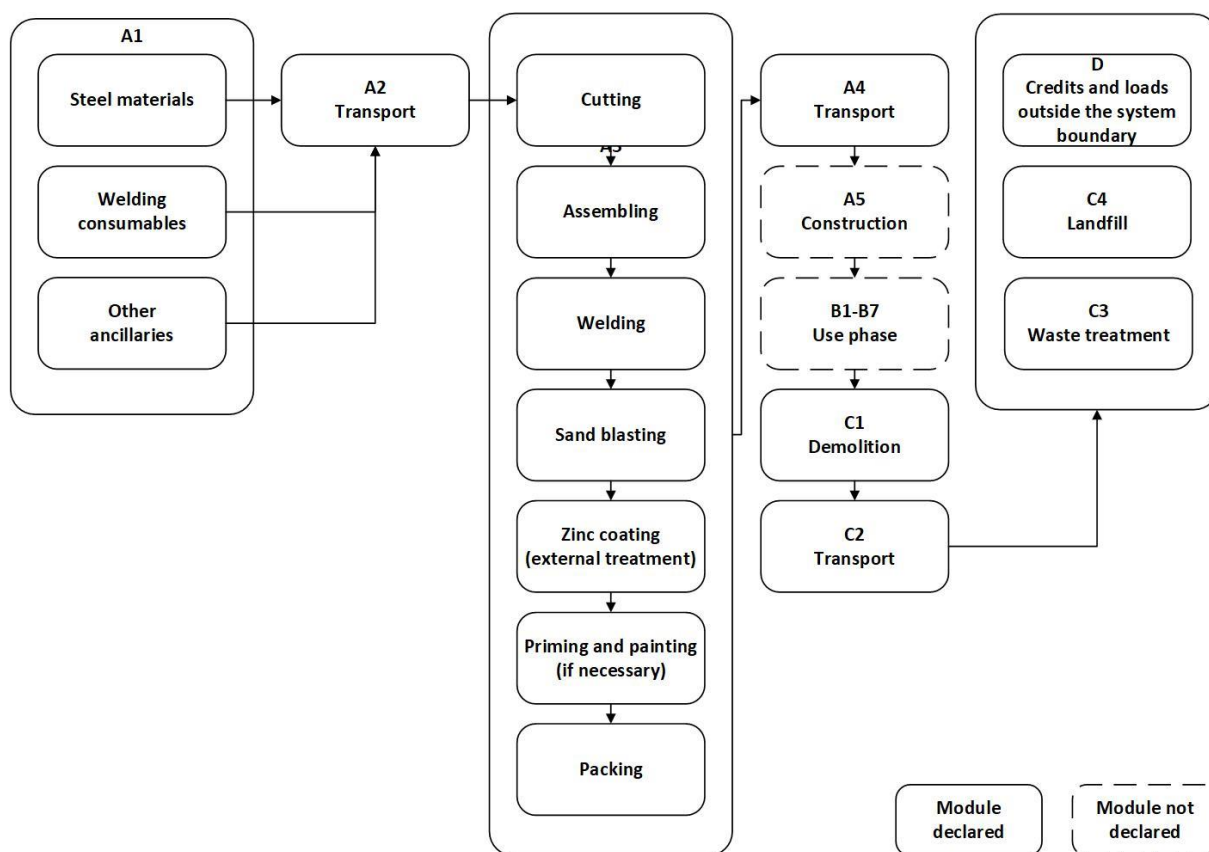 A1
Steel materials
Welding
consumables
Other
ancillaries
A2
Transport
Cutting
A3
Assembling
Welding
Sand blasting
Zinc coating
(external treatment)
Priming and painting
(if necessary)
Packing
A4
Transport
A5
Construction
B1-B7
Use phase
C1
Demolition
C2
Transport
D
Credits and loads
outside the system
boundary
C4
Landfill
C3
Waste treatment
Module
declared
Module not
declared